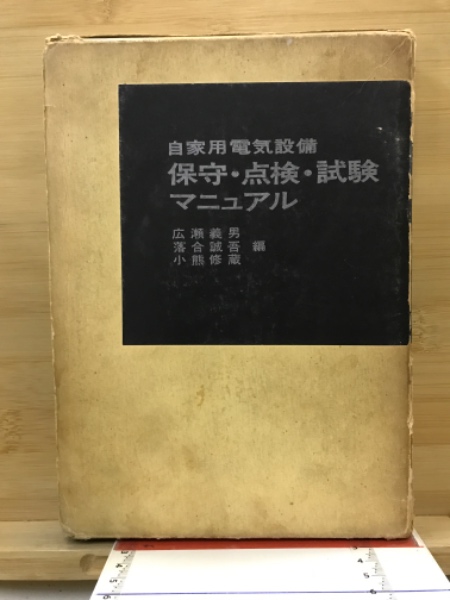 自家用電気設備
保守・点検・試験
マニュアル
広瀬義男
落合誠吾 編
小熊修蔵